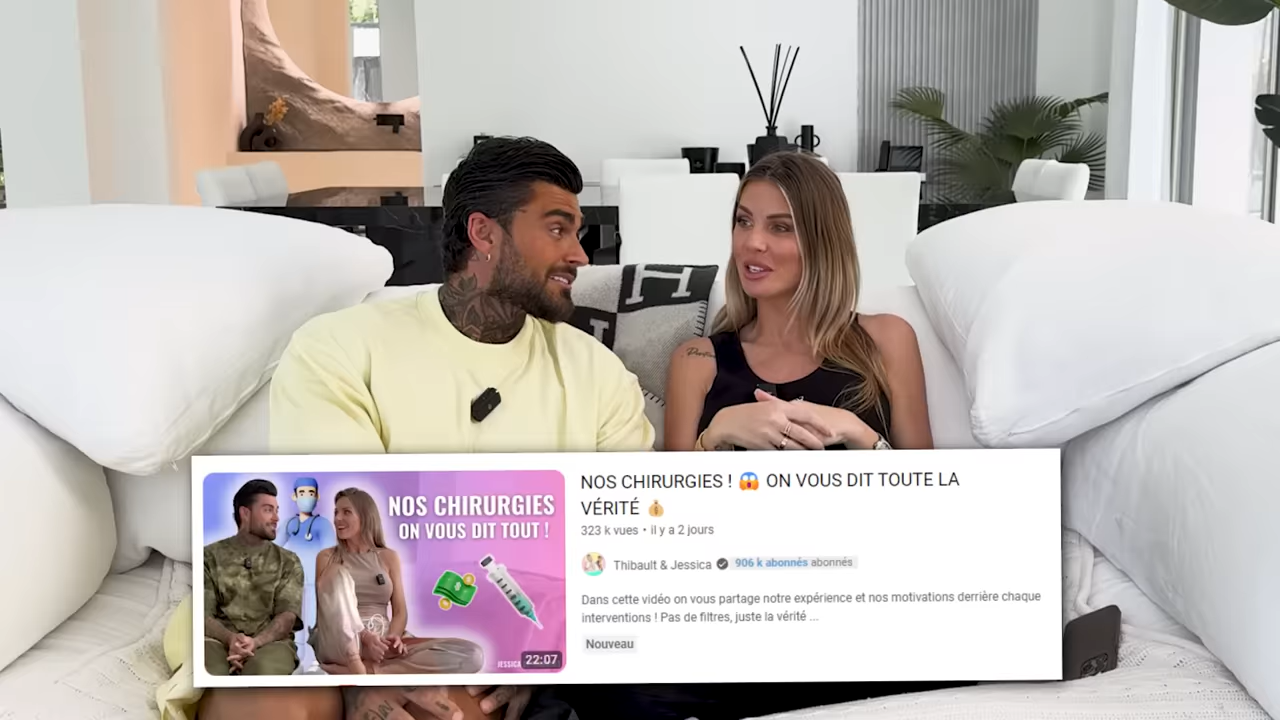 H
NOS CHIRURGIES
ON VOUS DIT TOUT !
22:07
NOS CHIRURGIES ! 😱 ON VOUS DIT TOUTE LA
VÉRITÉ 💰
323 k vues • il y a 2 jours
Thibault & Jessica 906 k abonnés abonnés
Dans cette vidéo on vous partage notre expérience et nos motivations derrière chaque
interventions ! Pas de filtres, juste la vérité ...
Nouveau